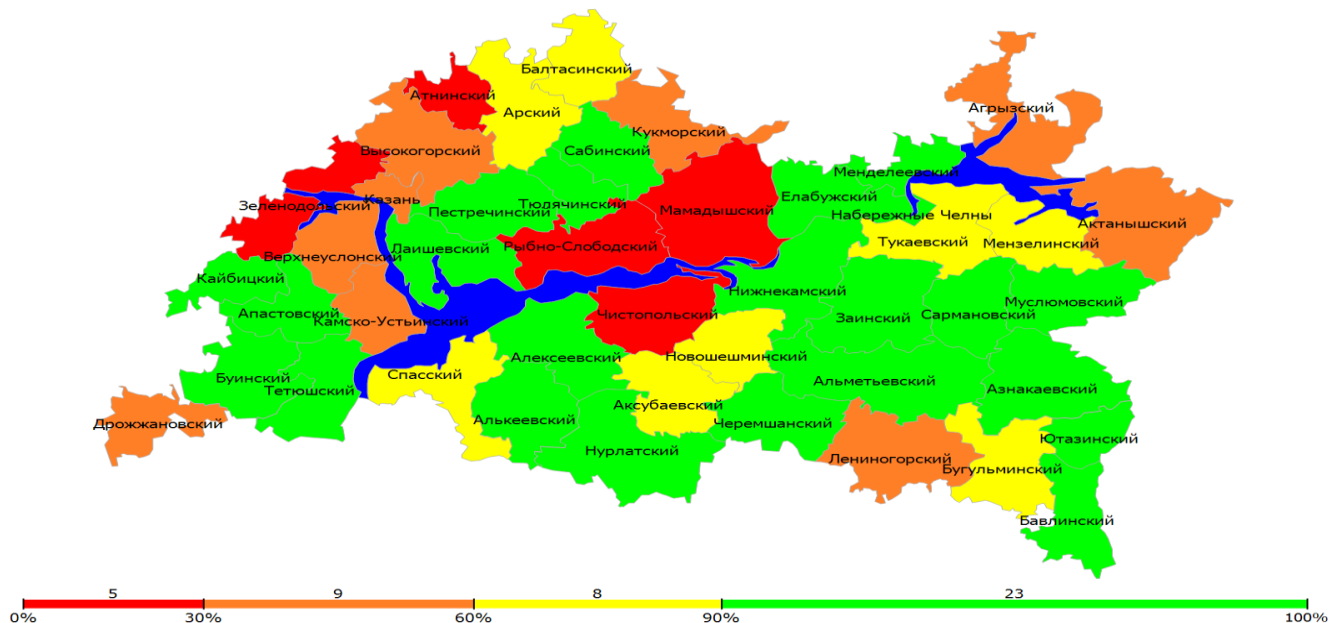 Балтасинский
Атнинский
Арский
Агрызский
Кукморский
Высокогорский
Сабинский
Менделеевский
Казань
Тюлячинский
Елабужский
Зеленодольский
Пестречинский
Мамадышский
Набережные Челны
Актанышский
Лаишевский
Рыбно-Слободский
Тукаевский
Мензелинский
Верхнеуслонский
Кайбицкий
Нижнекамский
Муслюмовский
Апастовский
Камско-Устьинский
Чистопольский
Заинский
Сармановский
Алексеевский
Новошешминский
Спасский
Буинский
Альметьевский
Тетюшский
Азнакаевский
Аксубаевский
Дрожжановский
Алькеевский
Черемшанский
Ютазинский
Нурлатский
Лениногорский
Бугульминский
Бавлинский
5 9 8 23
0% 30% 60% 90% 100%